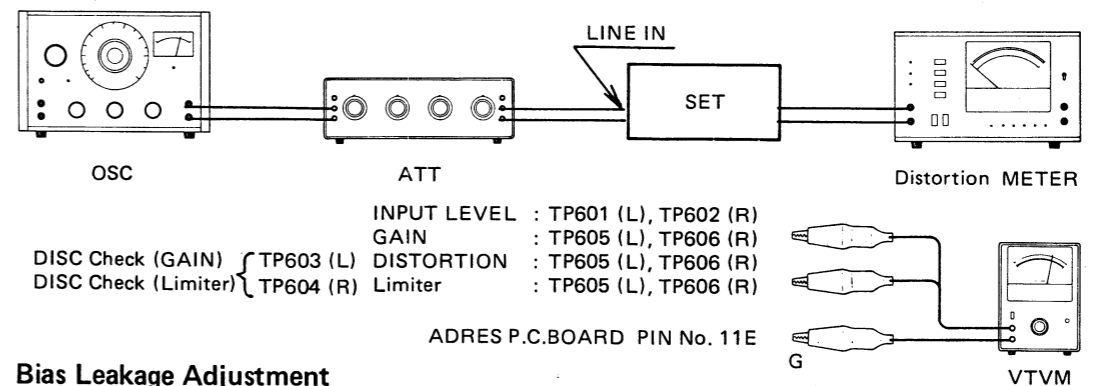 LINE IN
SET
OSC
ATT
Distortion METER
INPUT LEVEL : TP601 (L), TP602 (R)
GAIN : TP605 (L), TP606 (R)
DISC Check (GAIN) { TP603 (L) DISTORTION : TP605 (L), TP606 (R)
DISC Check (Limiter) TP604 (R) Limiter : TP605 (L), TP606 (R)
ADRES P.C.BOARD PIN No. 11E
G
VTVM
Bias Leakage Adjustment